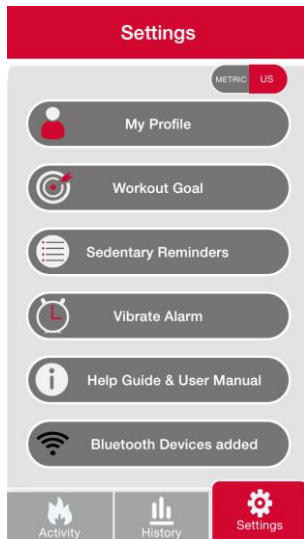 Settings
METRIC US
My Profile
Workout Goal
Sedentary Reminders
Vibrate Alarm
Help Guide & User Manual
Bluetooth Devices added
Activity History Settings